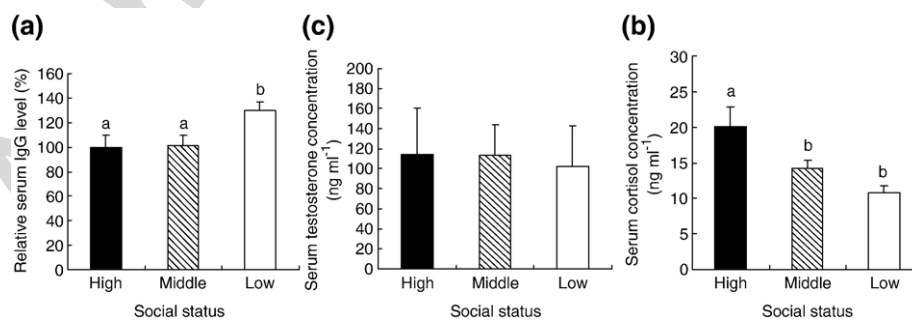 (a)
Relative serum IgG level (%)
160
140
120
100
80
60
40
20
0
a
a
b
High Middle Low
Social status
(c)
Serum testosterone concentration
(ng ml-1)
200
180
160
140
120
100
80
60
40
20
0
High Middle Low
Social status
(b)
Serum cortisol concentration
(ng ml-1)
30
25
20
15
10
5
0
a
b
b
High Middle Low
Social status